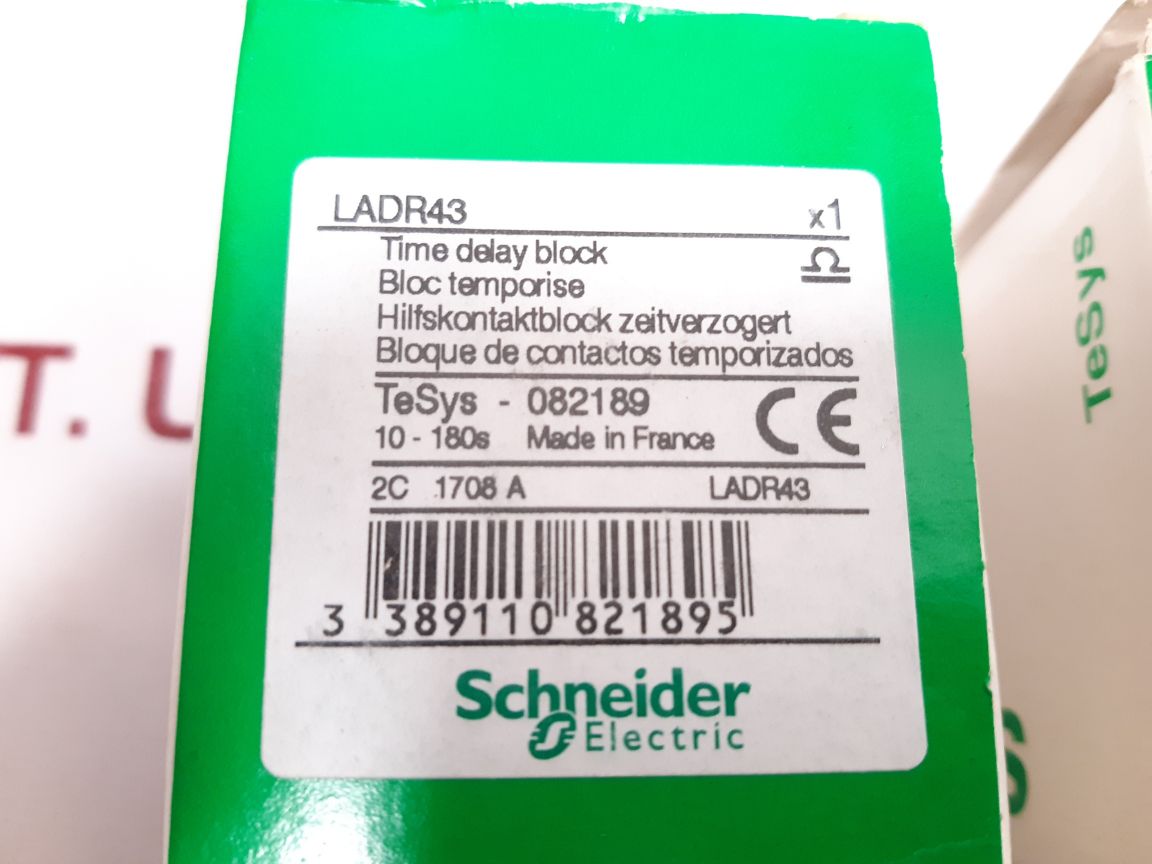 LADR43 x1
Time delay block
Bloc temporise
Hilfskontaktblock zeitverzogert
Bloque de contactos temporizados
TeSys - 082189 CE
10 - 180s Made in France
2C 1708 A LADR43
3 389110 821895
Schneider
Electric
TeSys
T. U